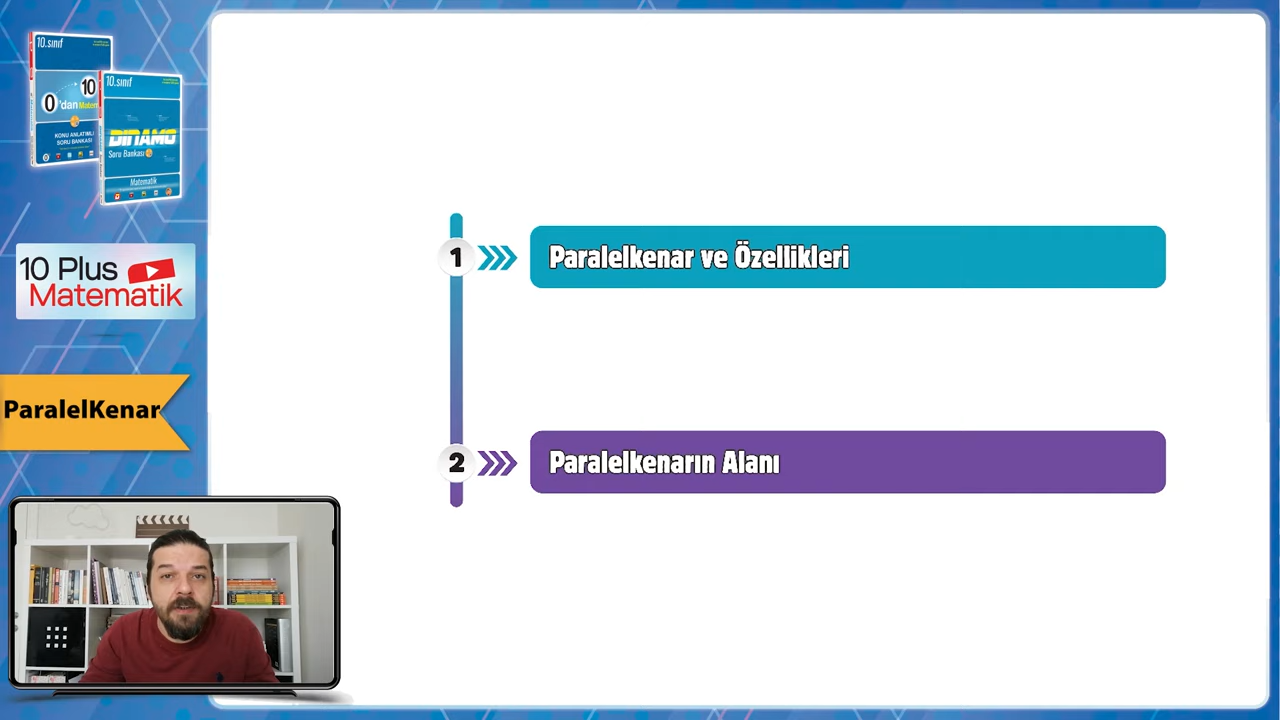 10.sınıf
0'dan 10
Matem
KONU ANLATIMLI
SORU BANKASI
10.sınıf
DİNAMO
Soru Bankası
Matematik
10 Plus
Matematik
ParalelKenar
1
Paralelkenar ve Özellikleri
2
Paralelkenarın Alanı